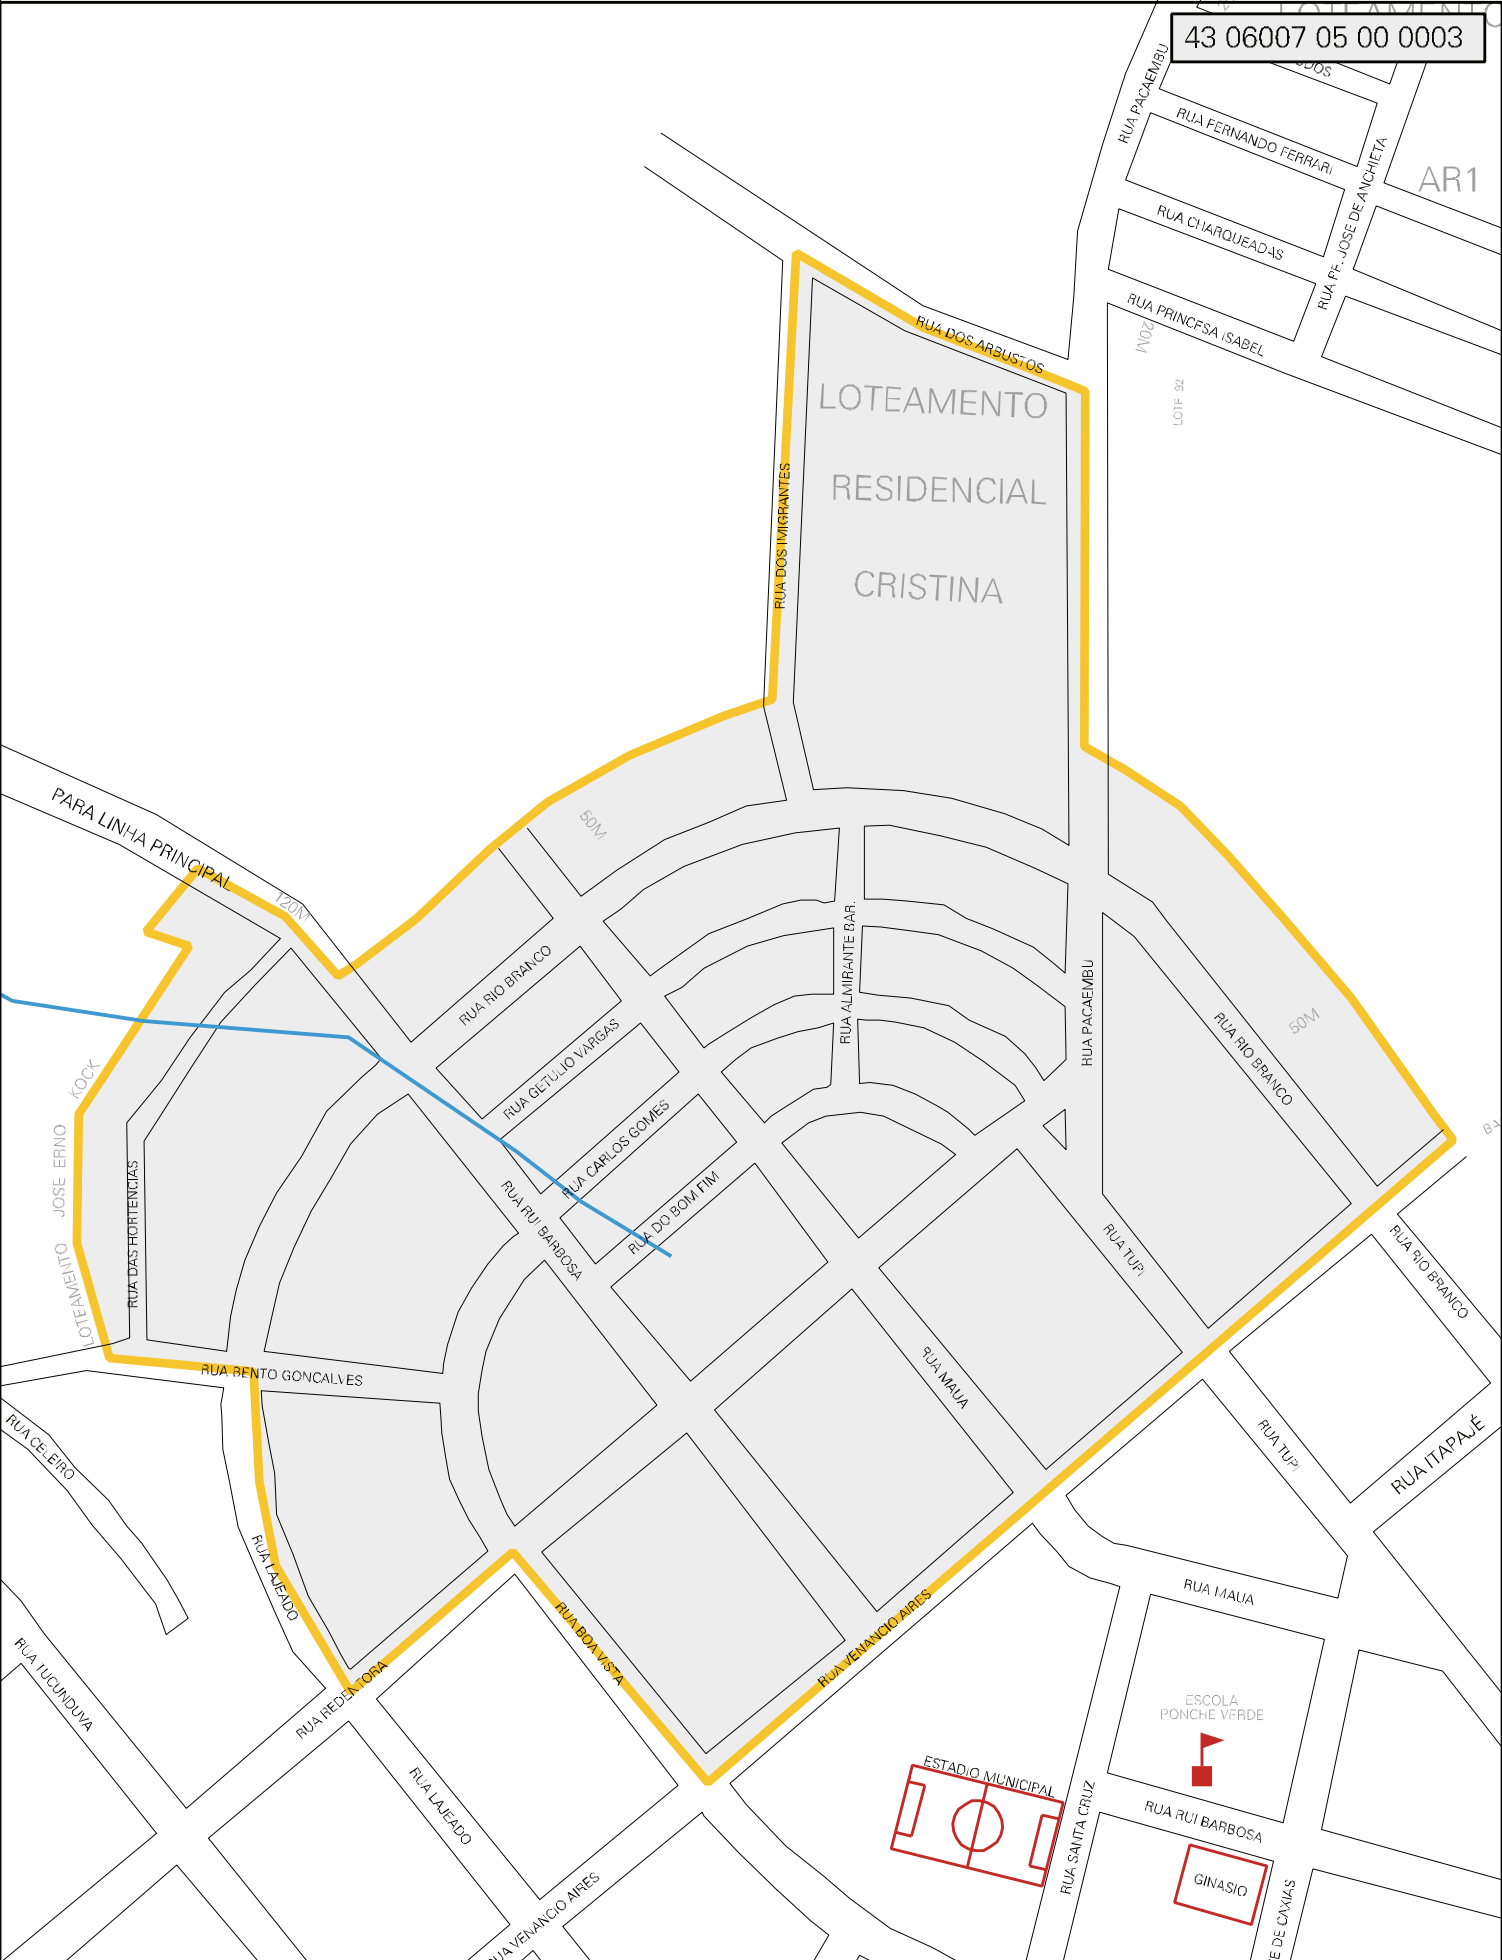 LOTEAMENTO
43 06007 05 00 0003
RUA PACAEMBU
RUA FERNANDO FERRARI
AR1
RUA PE. JOSE DE ANCHIETA
RUA CHARQUEADAS
RUA PRINCESA ISABEL
20M
LOTE 92
RUA DOS ARBUSTOS
LOTEAMENTO
RESIDENCIAL
CRISTINA
RUA DOS IMIGRANTES
PARA LINHA PRINCIPAL
50M
120M
RUA RIO BRANCO
RUA ALMIRANTE BAR.
RUA PACAEMBU
RUA RIO BRANCO
50M
RUA GETULIO VARGAS
RUA CARLOS GOMES
RUA DO BOM FIM
RUA RUI BARBOSA
LOTEAMENTO JOSE ERNO KOCK
RUA DAS HORTENCIAS
RUA TUPI
RUA RIO BRANCO
RUA BENTO GONCALVES
RUA MAUA
RUA CELEIRO
RUA TUPI
RUA ITAPAJÉ
RUA LAJEADO
RUA BOA VISTA
RUA VENANCIO AIRES
RUA MAUA
RUA TUCUNDUVA
RUA REDENTORA
ESCOLA
PONCHE VERDE
RUA LAJEADO
ESTADIO MUNICIPAL
RUA SANTA CRUZ
RUA RUI BARBOSA
GINASIO
RUA VENANCIO AIRES
E DE CAXIAS